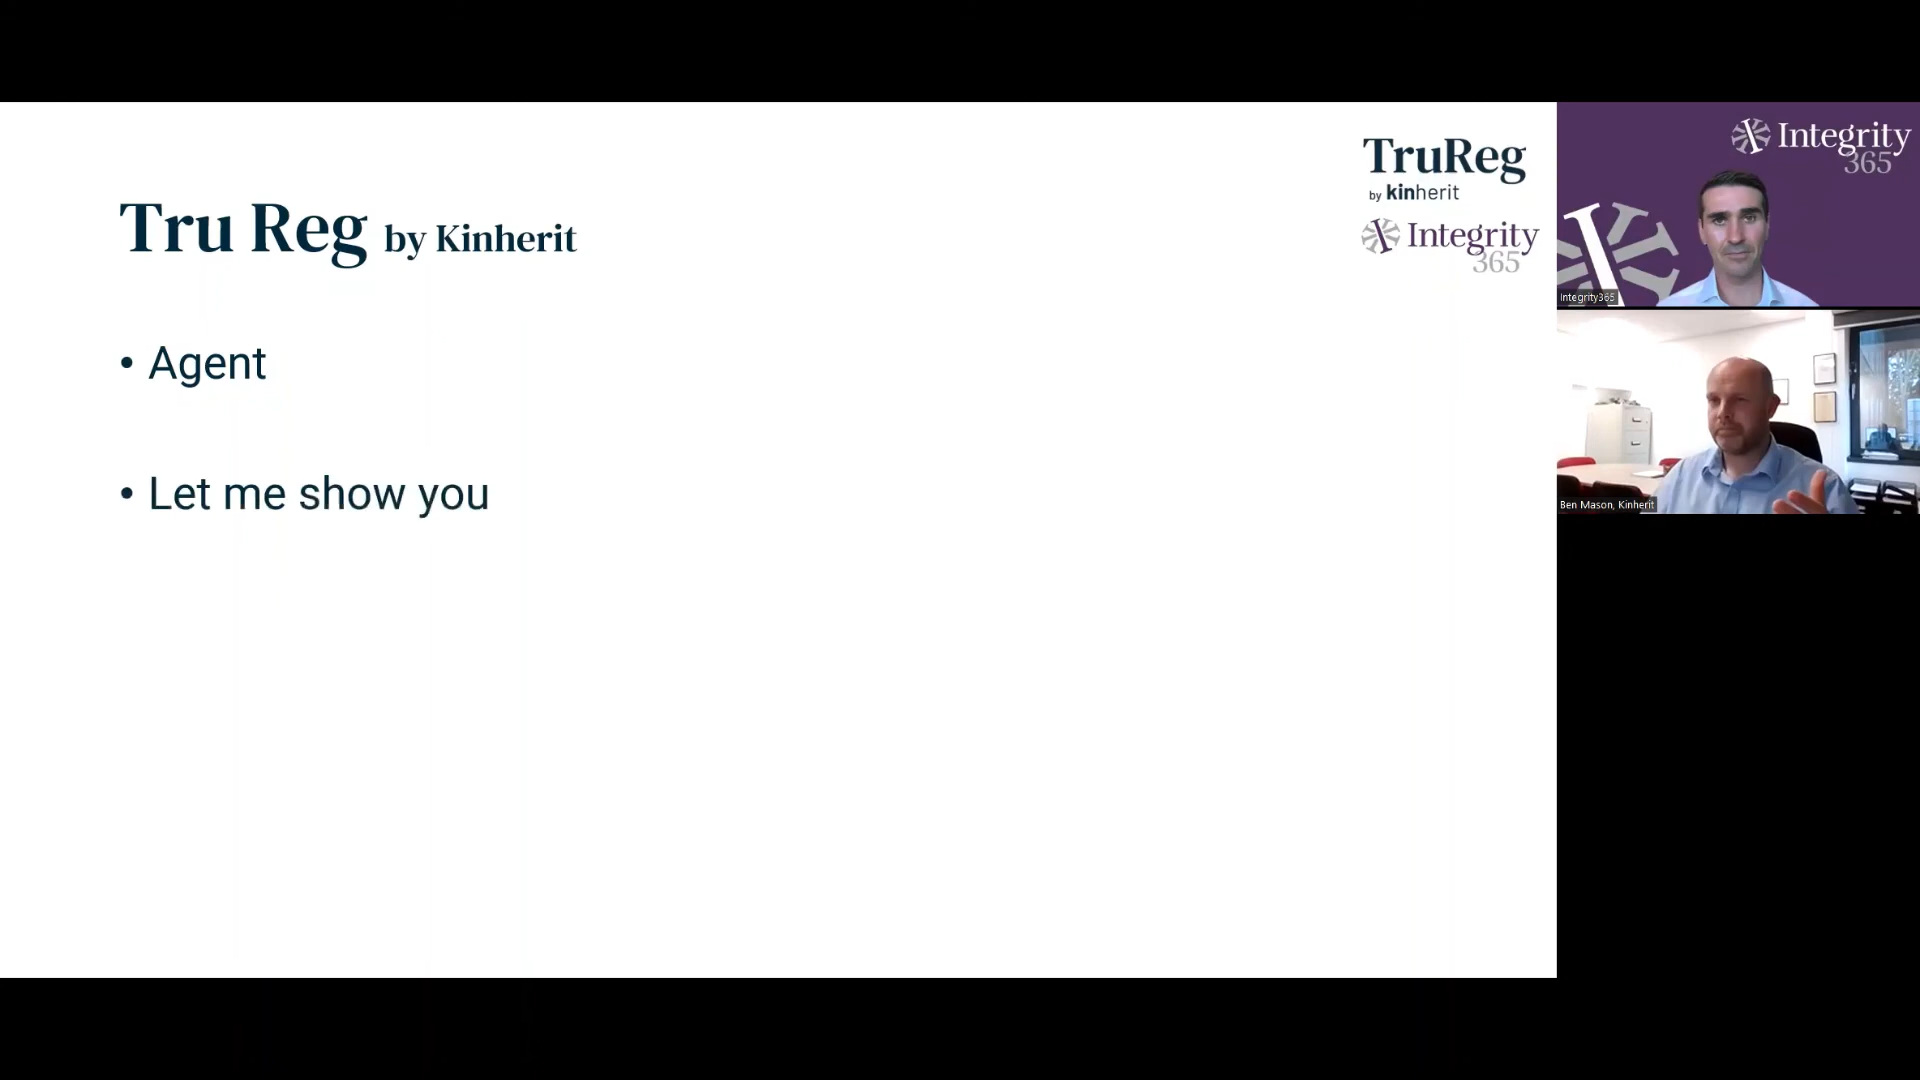 Tru Reg by Kinherit
• Agent
• Let me show you
TruReg
by kinherit
Integrity
365
Integrity
365
Integrity365
Ben Mason, Kinherit